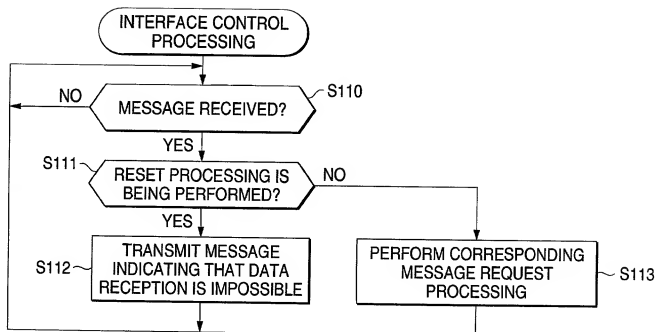 INTERFACE CONTROL
PROCESSING
NO
MESSAGE RECEIVED?
S110
YES
S111
RESET PROCESSING IS
BEING PERFORMED?
NO
YES
S112
TRANSMIT MESSAGE
INDICATING THAT DATA
RECEPTION IS IMPOSSIBLE
PERFORM CORRESPONDING
MESSAGE REQUEST
PROCESSING
S113